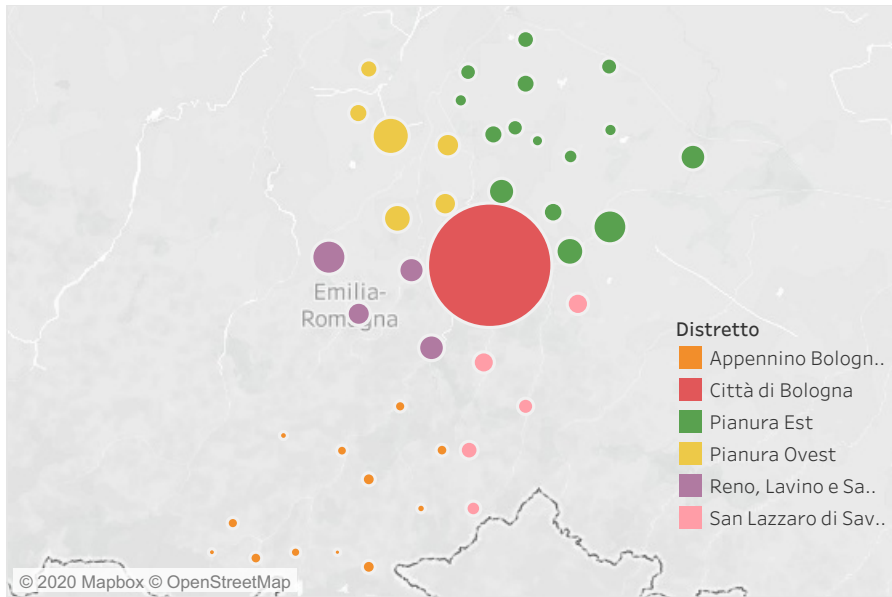 Emilia-
Romagna
Distretto
Appennino Bologn..
Città di Bologna
Pianura Est
Pianura Ovest
Reno, Lavino e Sa..
San Lazzaro di Sav..
© 2020 Mapbox © OpenStreetMap